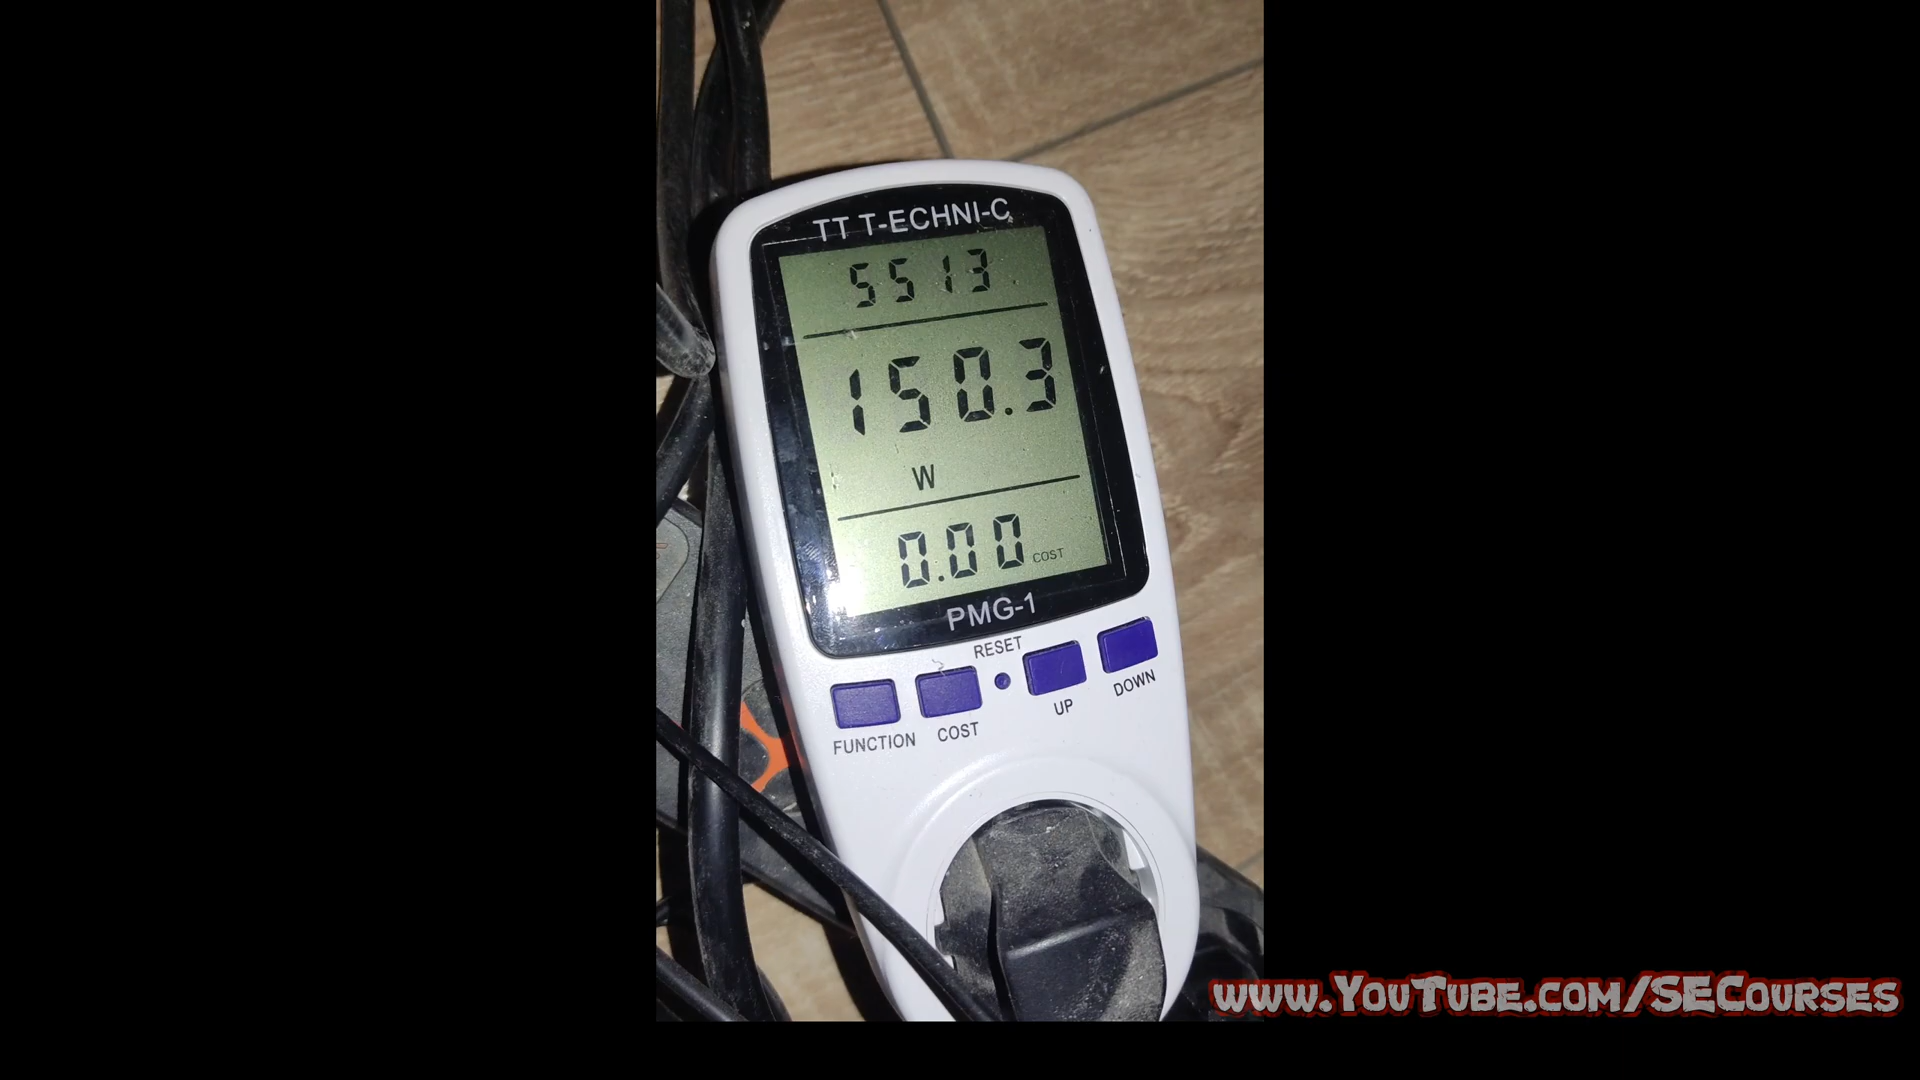 TT T-ECHNI-C
5513
150.3
W
0.00 COST
PMG-1
RESET
FUNCTION COST UP DOWN
www.YouTube.com/SECourses